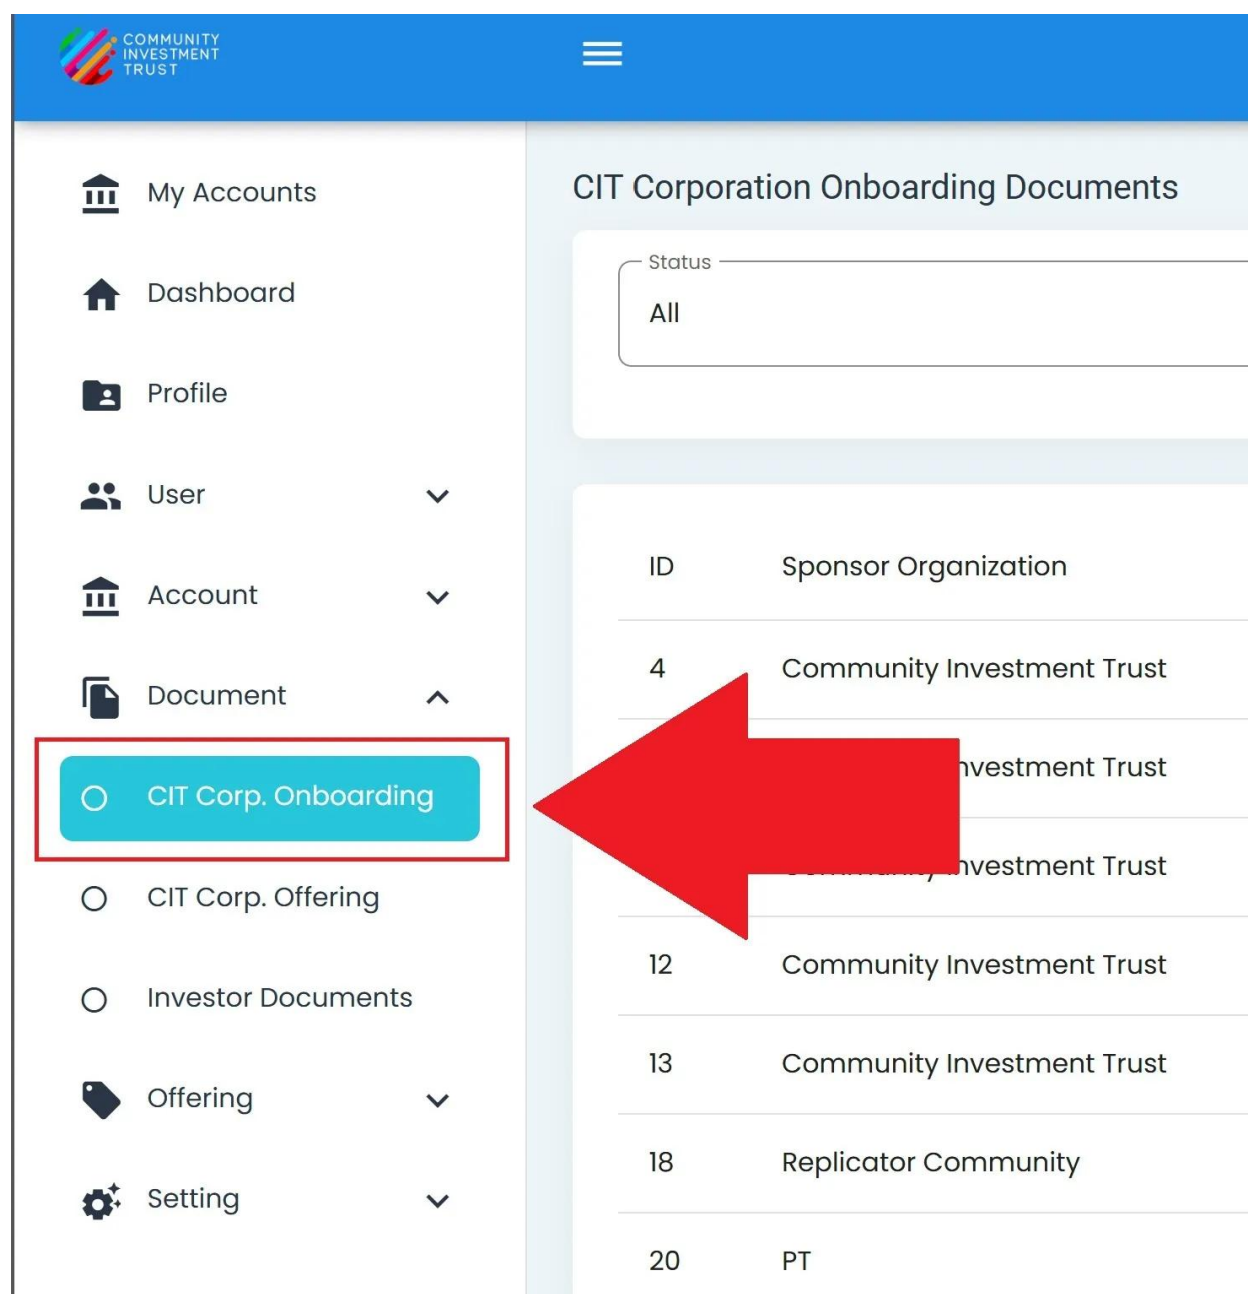 COMMUNITY
INVESTMENT
TRUST
My Accounts
Dashboard
Profile
User
Account
Document
CIT Corp. Onboarding
CIT Corp. Offering
Investor Documents
Offering
Setting
CIT Corporation Onboarding Documents
Status
All
ID Sponsor Organization
4 Community Investment Trust
Trust
Trust
12 Community Investment Trust
13 Community Investment Trust
18 Replicator Community
20 PT